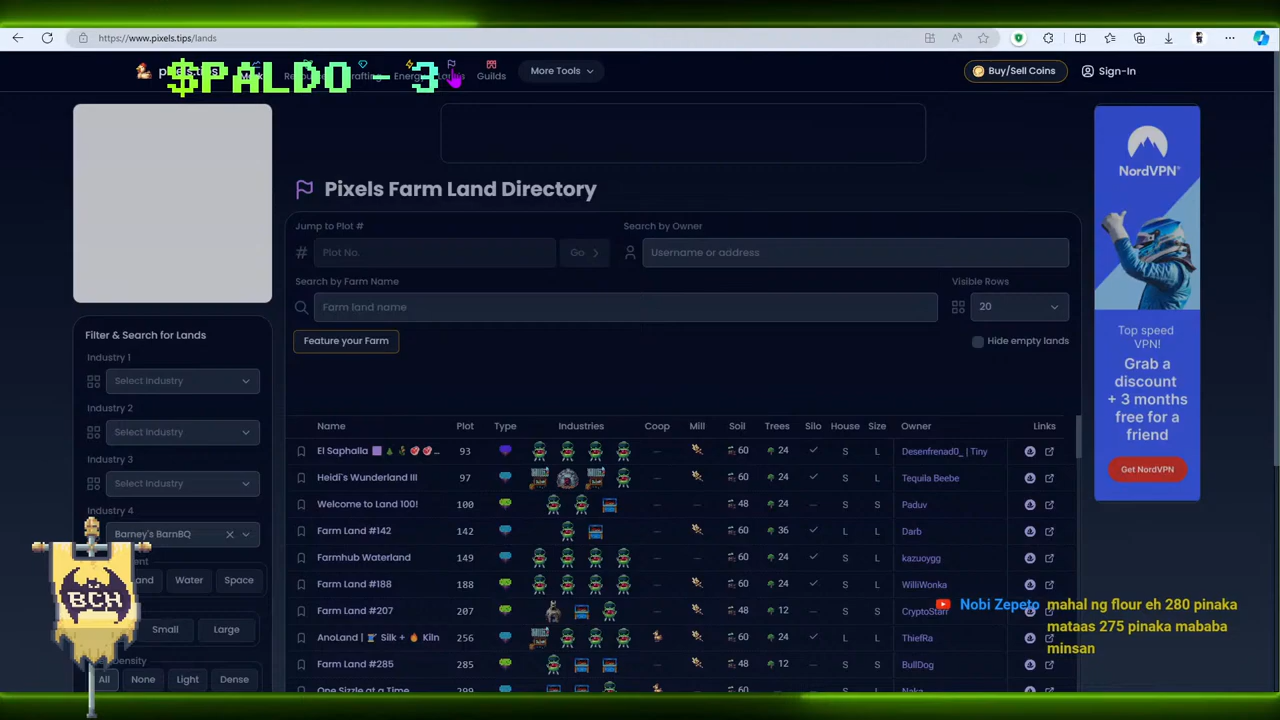 https://www.pixels.tips/lands
$PALDO - 3
Guilds
More Tools
Buy/Sell Coins
Sign-In
Pixels Farm Land Directory
Jump to Plot #
Search by Owner
Plot No.
Go
Username or address
Search by Farm Name
Visible Rows
Farm land name
20
Feature your Farm
Hide empty lands
Filter & Search for Lands
Industry 1
Select Industry
Industry 2
Select Industry
Industry 3
Select Industry
Industry 4
Barney's BarnBQ
Water
Space
Small
Large
All
None
Light
Dense
BCH
Name Plot Type Industries Coop Mill Soil Trees Silo House Size Owner Links
El Saphalla ... 93 60 24 S L Desenfrenad0_ | Tiny
Heidi`s Wunderland III 97 60 24 S L Tequila Beebe
Welcome to Land 100! 100 — 48 24 — S L Paduv
Farm Land #142 142 — 60 36 L L Darb
Farmhub Waterland 149 — — 60 24 S L kazuoygg
Farm Land #188 188 — 60 24 — S L WilliWonka
Farm Land #207 207 — 48 12 — S L
AnoLand | Silk + Kiln 256 60 24 L L ThiefRa
Farm Land #285 285 — 48 12 — S L BullDog
One Sizzle at a Time 299 60 S L Naka
NordVPN®
Top speed
VPN!
Grab a
discount
+ 3 months
free for a
friend
Get NordVPN
Nobi Zepeto mahal ng flour eh 280 pinaka
mataas 275 pinaka mababa
minsan